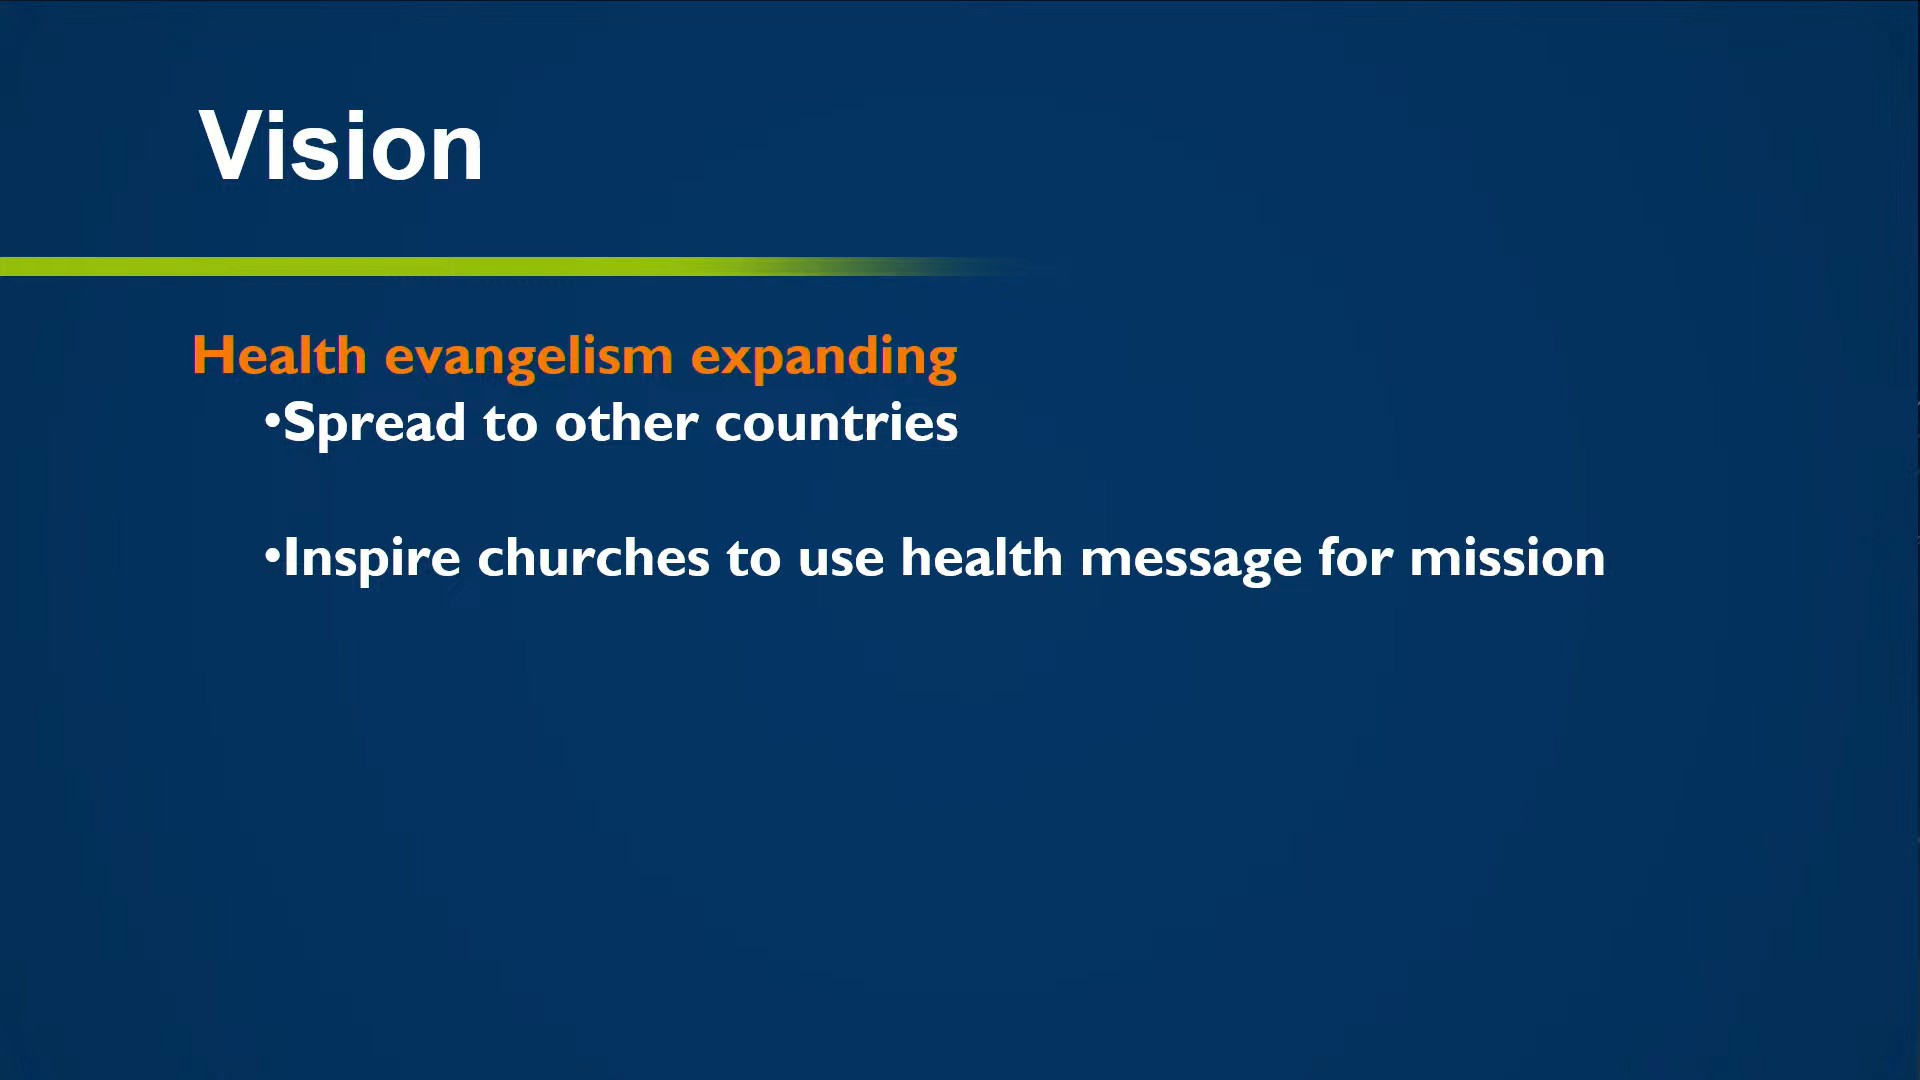 Vision
Health evangelism expanding
•Spread to other countries
•Inspire churches to use health message for mission